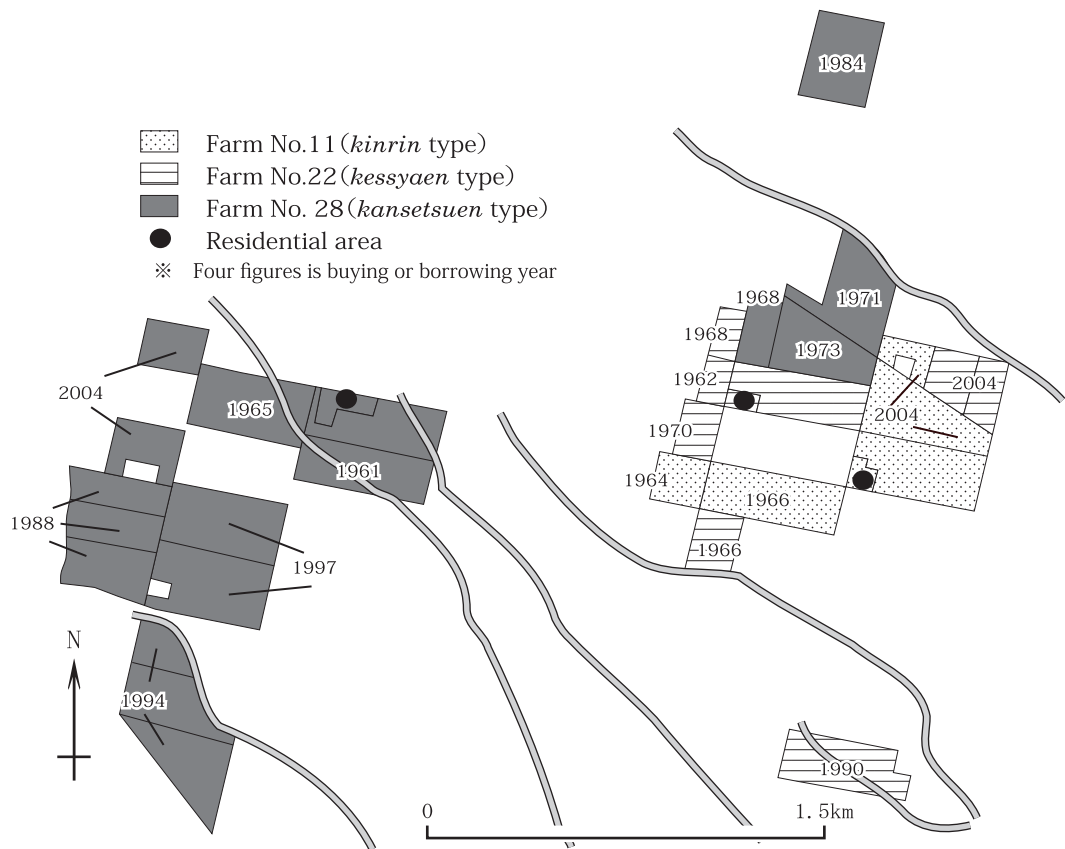 1984
Farm No.11 (kinrin type)
Farm No.22 (kessyaen type)
Farm No. 28 (kansetsuen type)
Residential area
※ Four figures is buying or borrowing year
1968
1971
1968
1973
1962
2004
2004
1965
2004
1970
1961
1964
1966
1988
1966
1997
N
1994
1990
0
1.5km